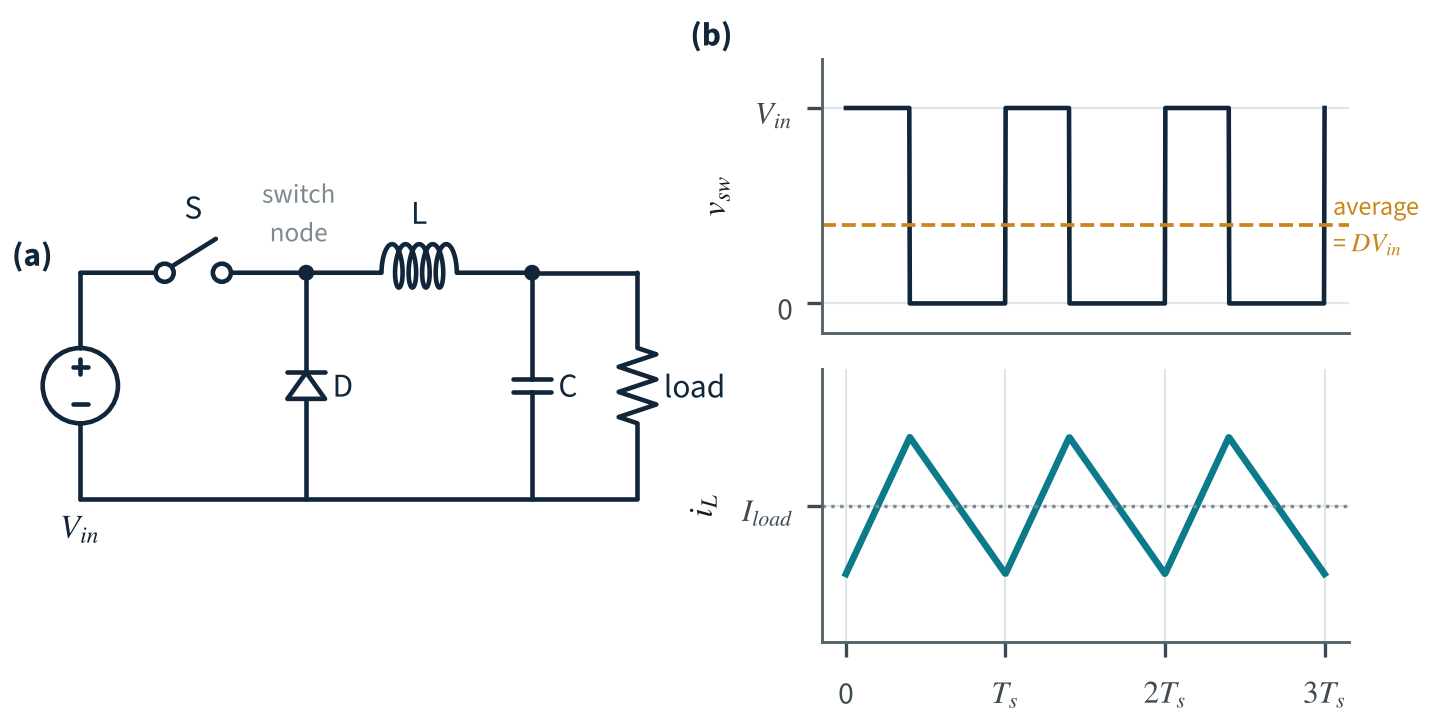 (a)
S
switch
node
L
D
C
load
+
−
V_in
(b)
V_in
v_sw
0
average
= DV_in
i_L
I_load
0
T_s
2T_s
3T_s